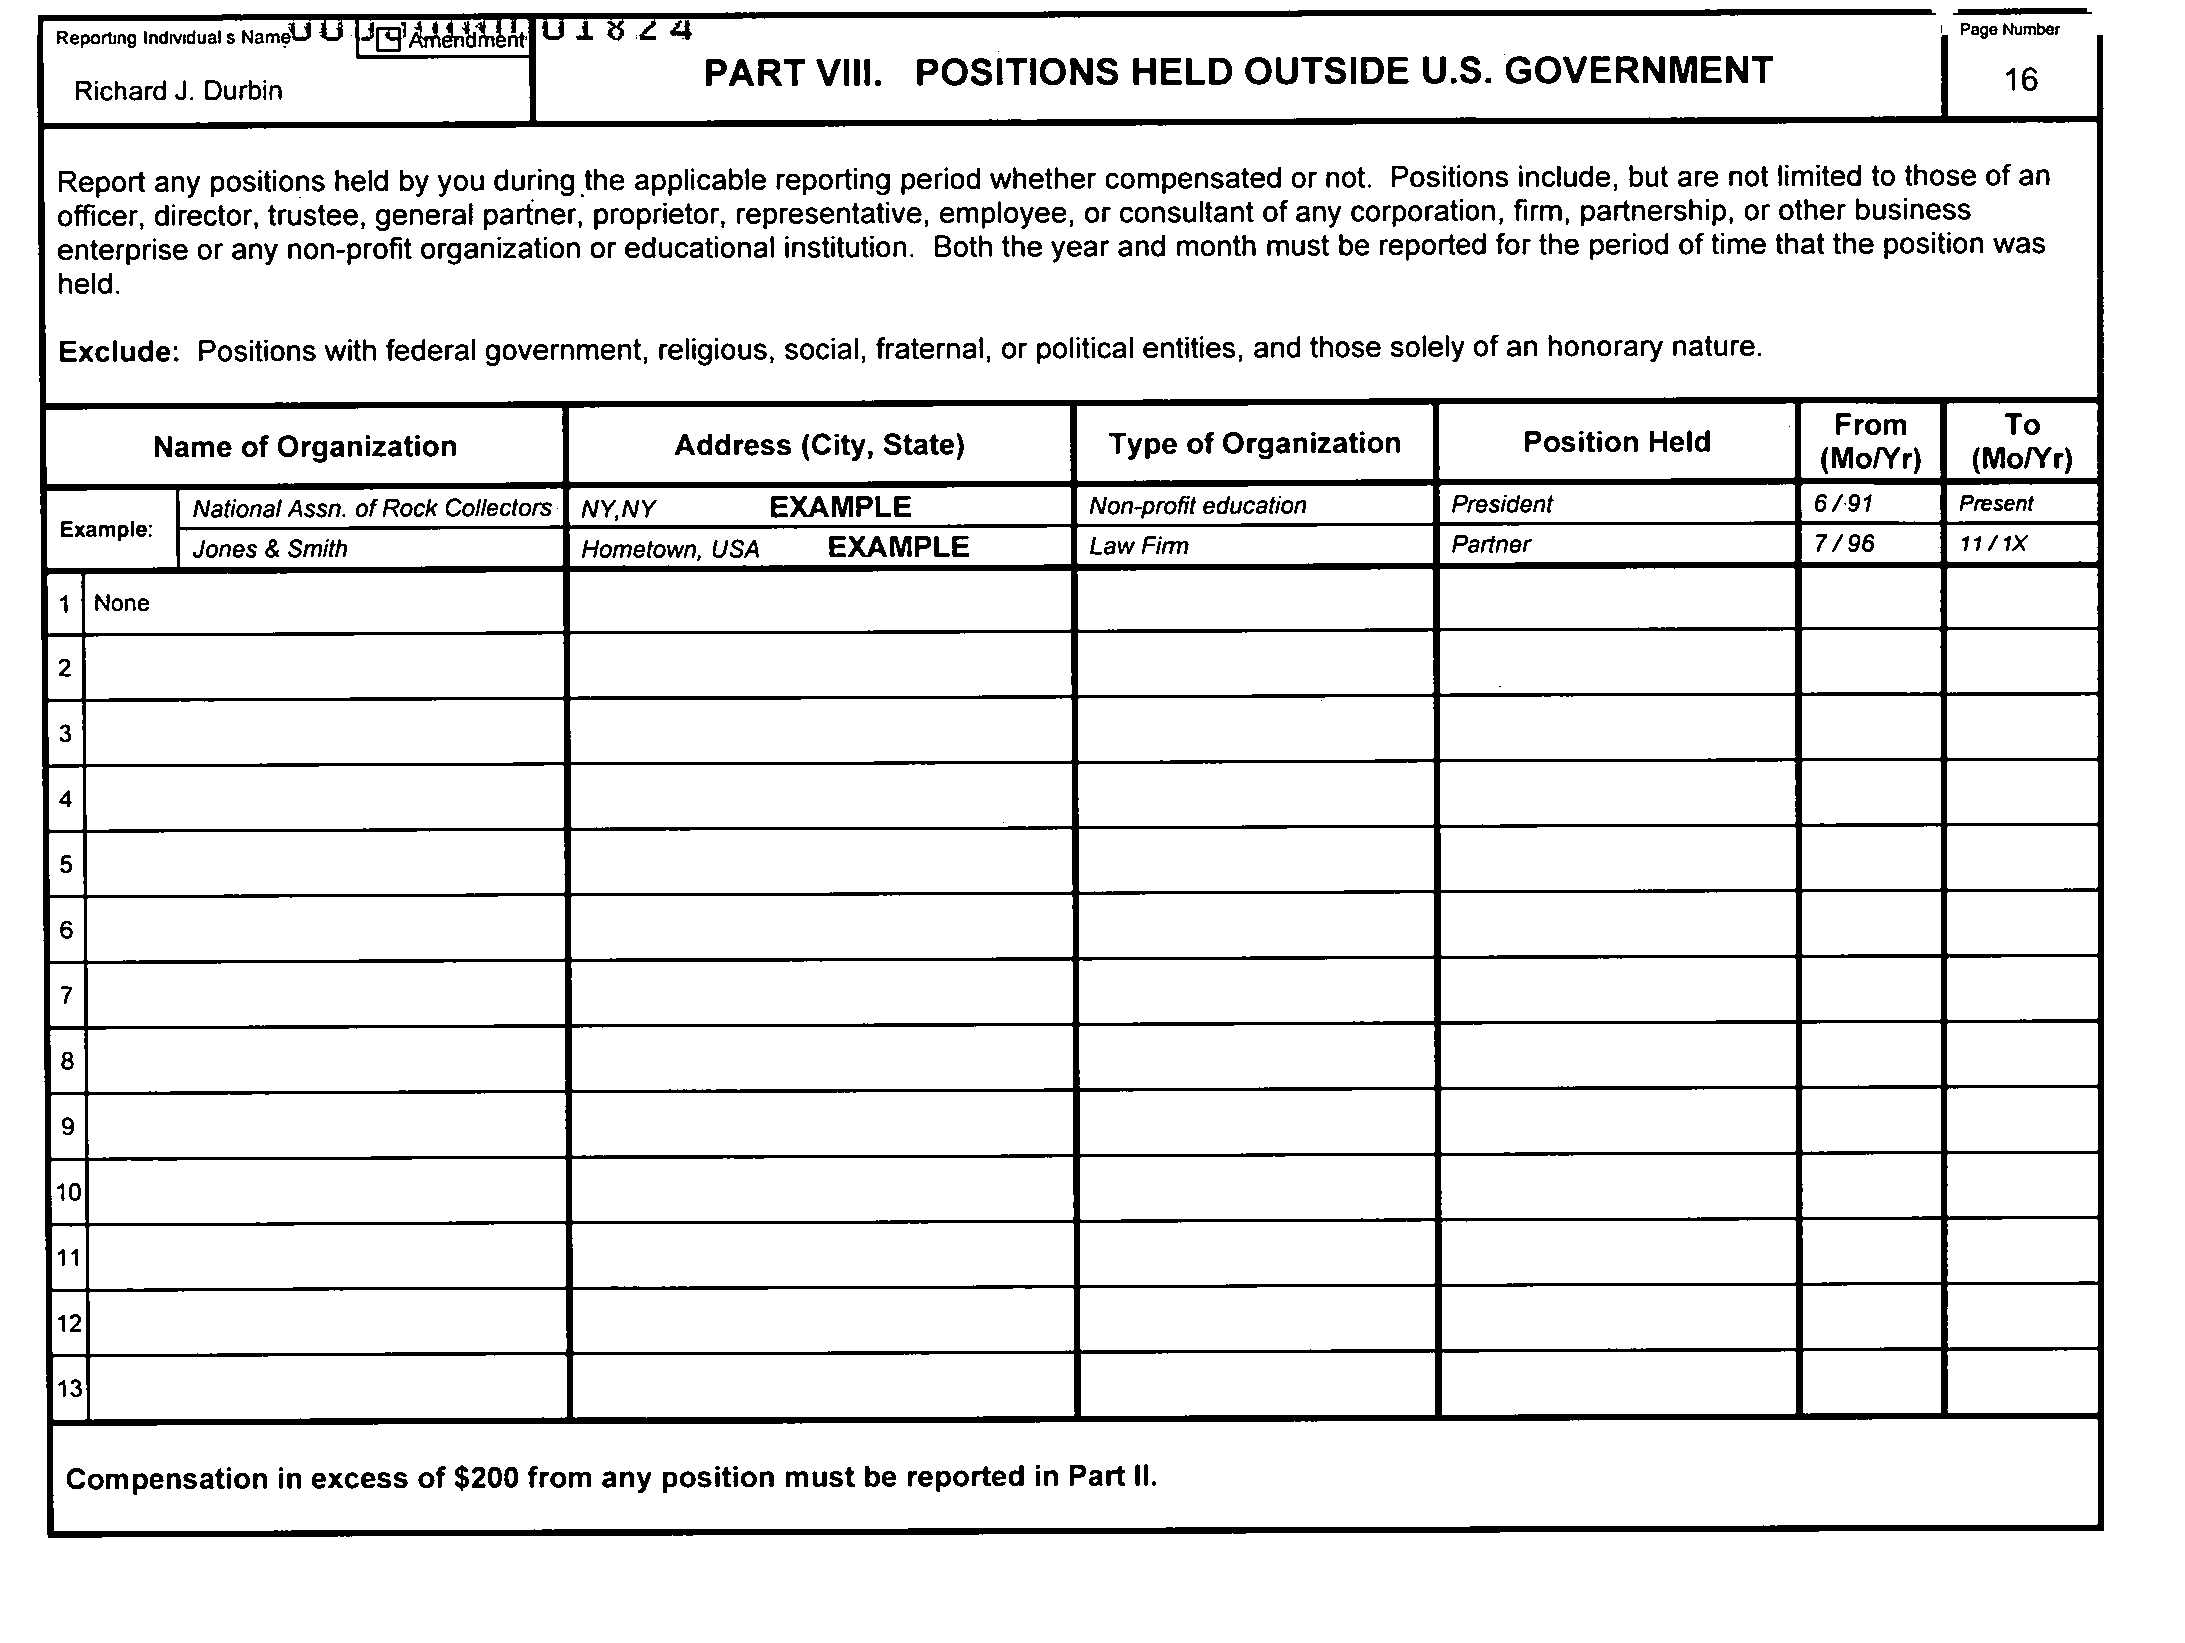 Reporting Individual s Name
Amendment
Richard J. Durbin
PART VIII. POSITIONS HELD OUTSIDE U.S. GOVERNMENT
Page Number
16
Report any positions held by you during the applicable reporting period whether compensated or not. Positions include, but are not limited to those of an
officer, director, trustee, general partner, proprietor, representative, employee, or consultant of any corporation, firm, partnership, or other business
enterprise or any non-profit organization or educational institution. Both the year and month must be reported for the period of time that the position was
held.
Exclude: Positions with federal government, religious, social, fraternal, or political entities, and those solely of an honorary nature.
Name of Organization Address (City, State) Type of Organization Position Held From (Mo/Yr) To (Mo/Yr)
Example:
National Assn. of Rock Collectors NY,NY EXAMPLE Non-profit education President 6 / 91 Present
Jones & Smith Hometown, USA EXAMPLE Law Firm Partner 7 / 96 11 / 1X
1 None
2
3
4
5
6
7
8
9
10
11
12
13
Compensation in excess of $200 from any position must be reported in Part II.